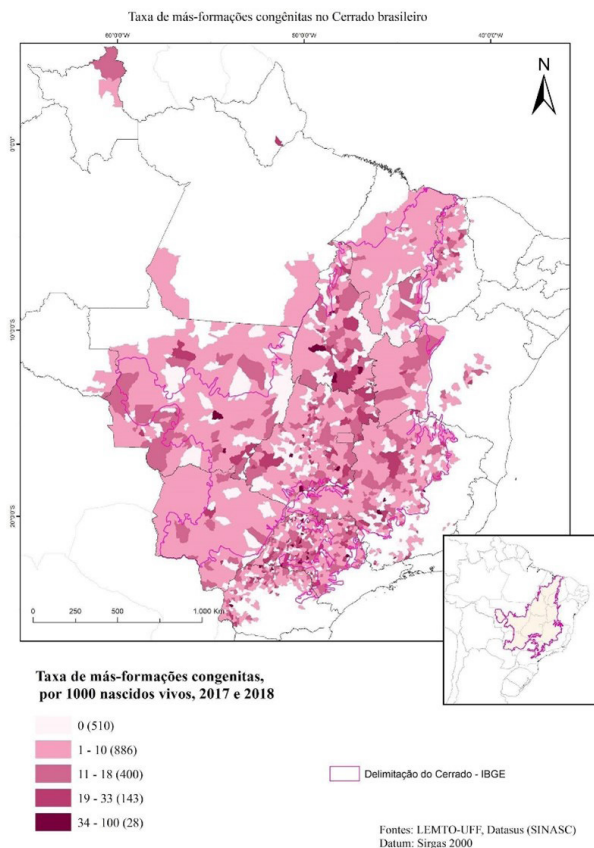 Taxa de más-formações congênitas no Cerrado brasileiro
60°0'0"W 50°0'0"W 40°0'0"W
N
0°0'0"
10°0'0"S
20°0'0"S
0 250 500 1.000 Km
Taxa de más-formações congenitas,
por 1000 nascidos vivos, 2017 e 2018
0 (510)
1 - 10 (886)
11 - 18 (400)
19 - 33 (143)
34 - 100 (28)
Delimitação do Cerrado - IBGE
Fontes: LEMTO-UFF, Datasus (SINASC)
Datum: Sirgas 2000